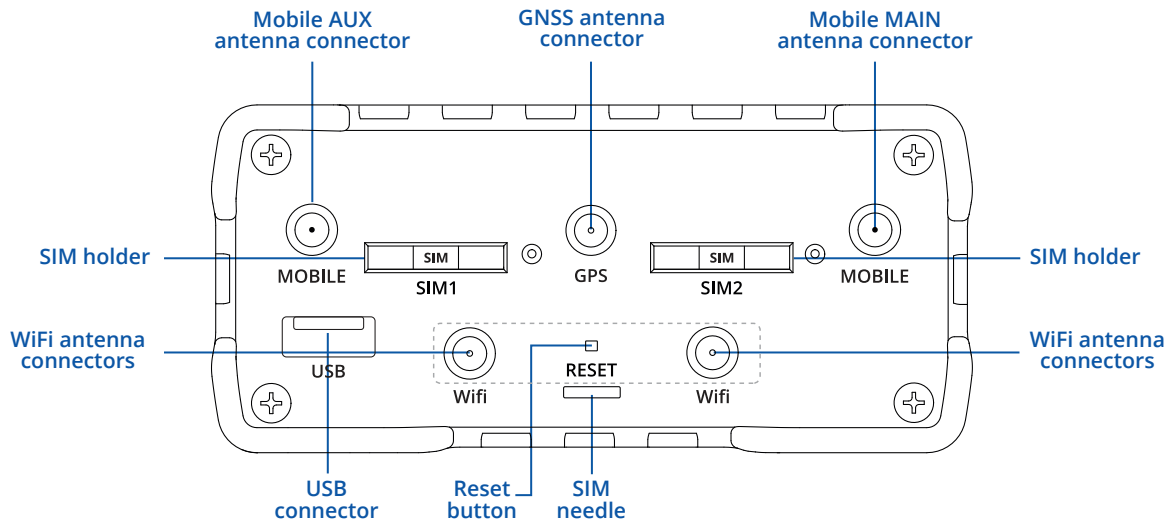 Mobile AUX
antenna connector
GNSS antenna
connector
Mobile MAIN
antenna connector
SIM holder
MOBILE
SIM
SIM1
GPS
SIM
SIM2
MOBILE
SIM holder
WiFi antenna
connectors
USB
Wifi
RESET
Wifi
WiFi antenna
connectors
USB
connector
Reset
button
SIM
needle